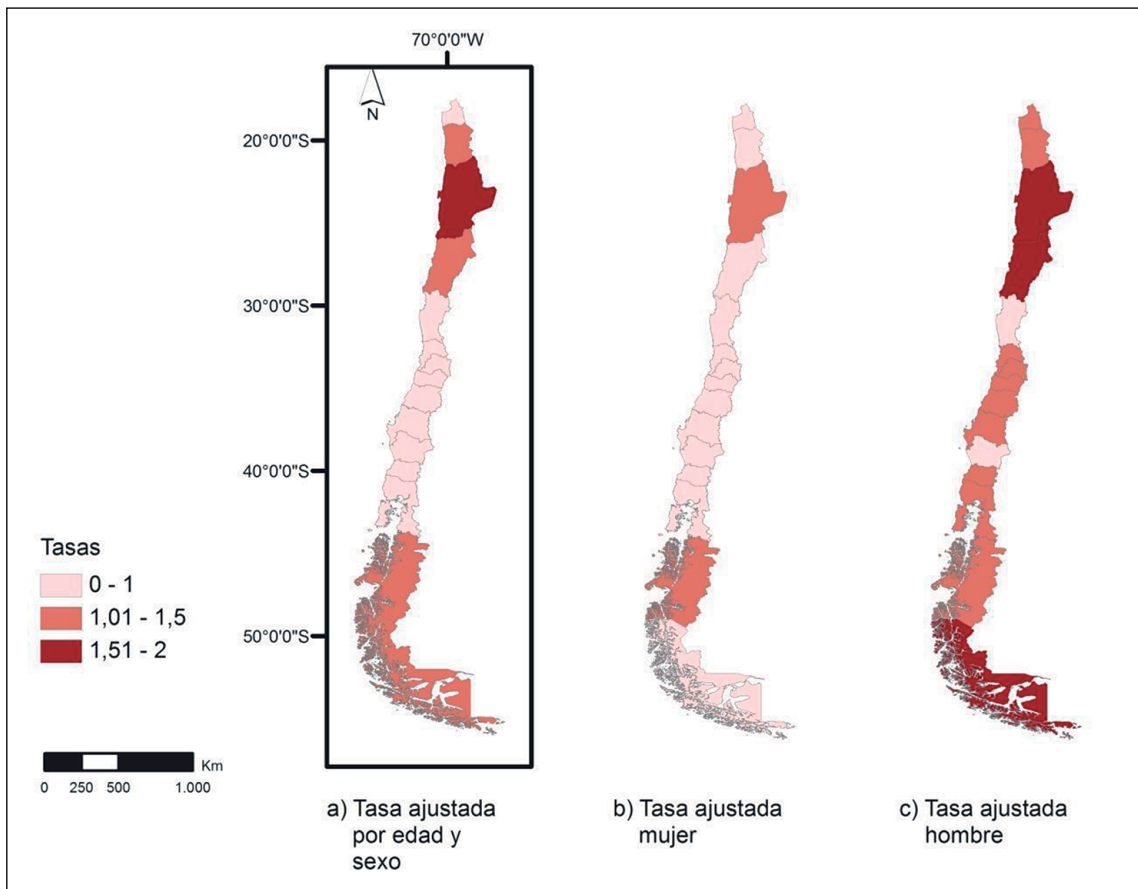 70°0'0"W
N
20°0'0"S
30°0'0"S
40°0'0"S
50°0'0"S
Tasas
0 - 1
1,01 - 1,5
1,51 - 2
Km
0 250 500 1.000
a) Tasa ajustada
por edad y
sexo
b) Tasa ajustada
mujer
c) Tasa ajustada
hombre